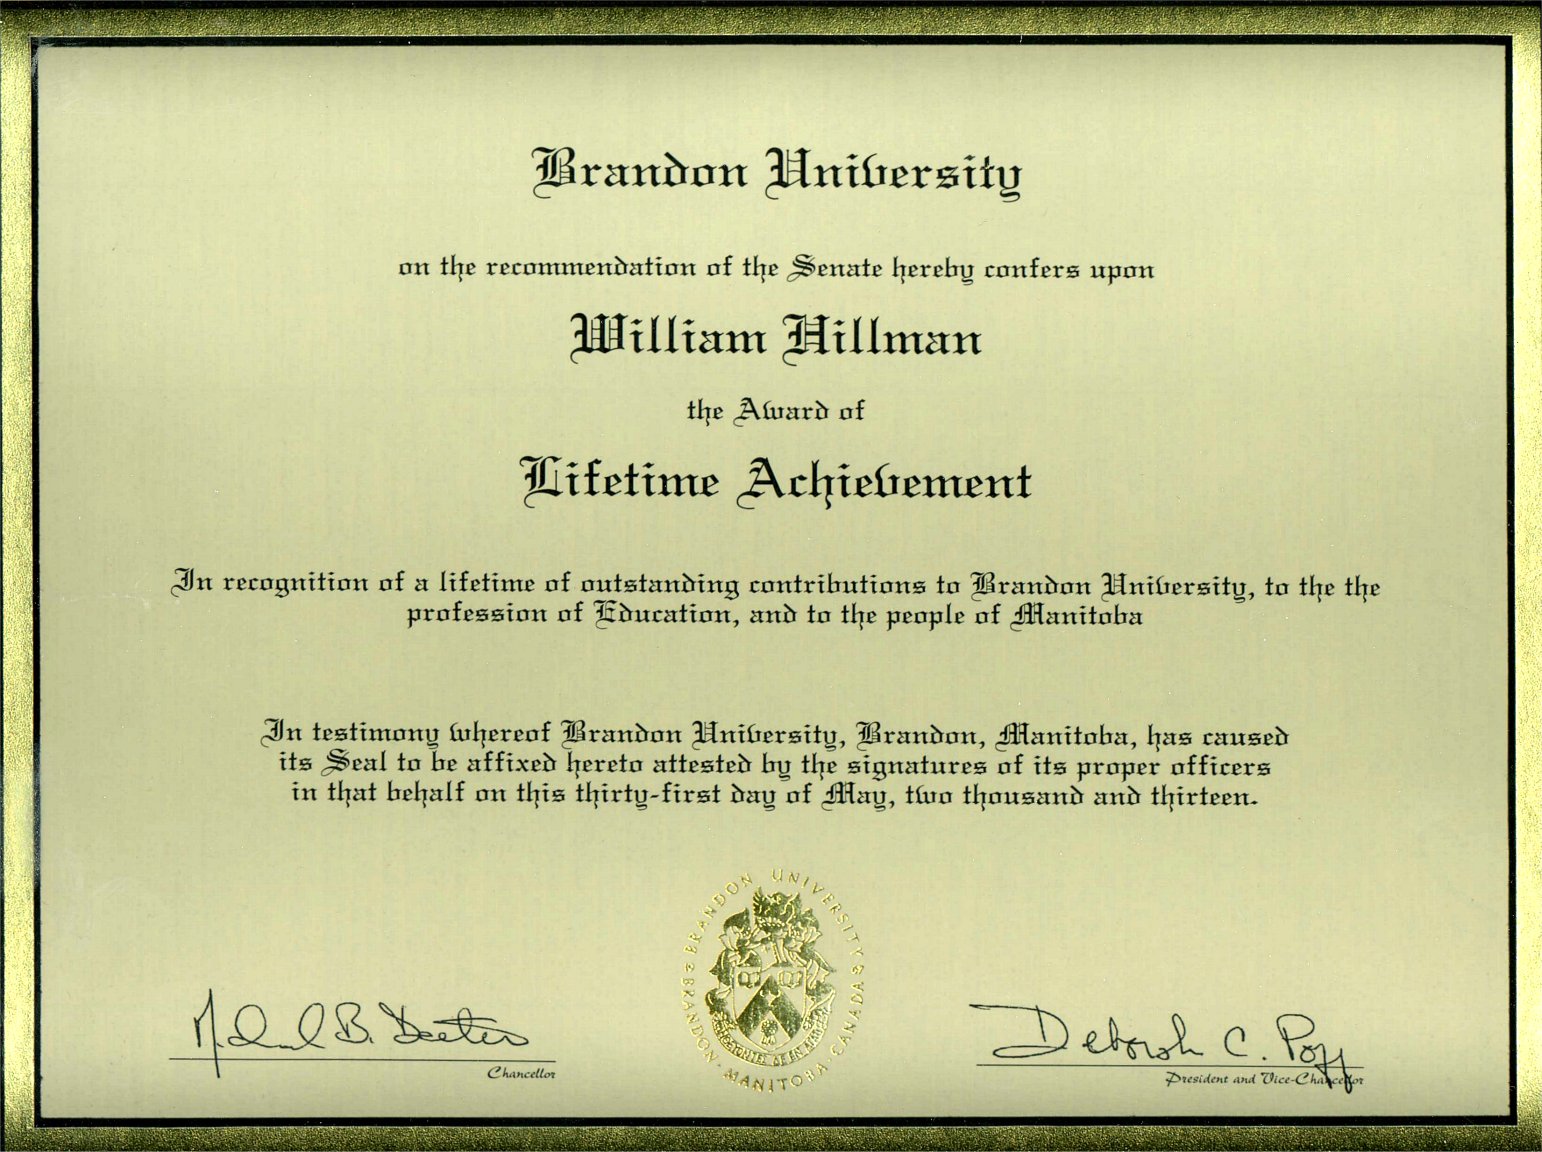 Brandon University
on the recommendation of the Senate hereby confers upon
William Hillman
the Award of
Lifetime Achievement
In recognition of a lifetime of outstanding contributions to Brandon University, to the the
profession of Education, and to the people of Manitoba
In testimony whereof Brandon University, Brandon, Manitoba, has caused
its Seal to be affixed hereto attested by the signatures of its proper officers
in that behalf on this thirty-first day of May, two thousand and thirteen.
BRANDON UNIVERSITY
BRANDON · MANITOBA · CANADA
Deborah C. Poff
Chancellor
President and Vice-Chancellor